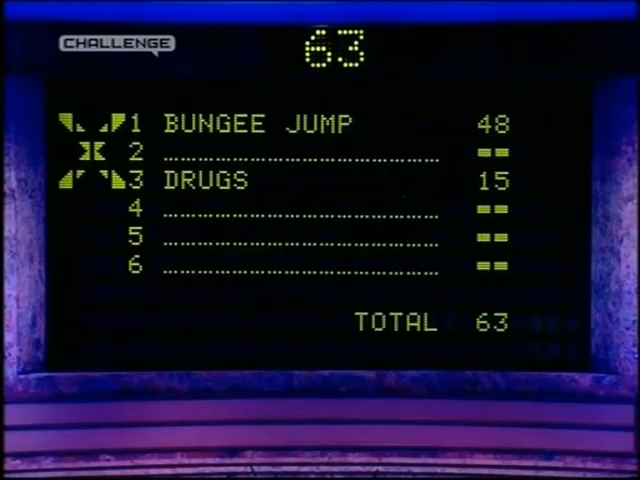 CHALLENGE
63
1 BUNGEE JUMP 48
2 ........................................ ==
3 DRUGS 15
4 ........................................ ==
5 ........................................ ==
6 ........................................ ==
TOTAL 63